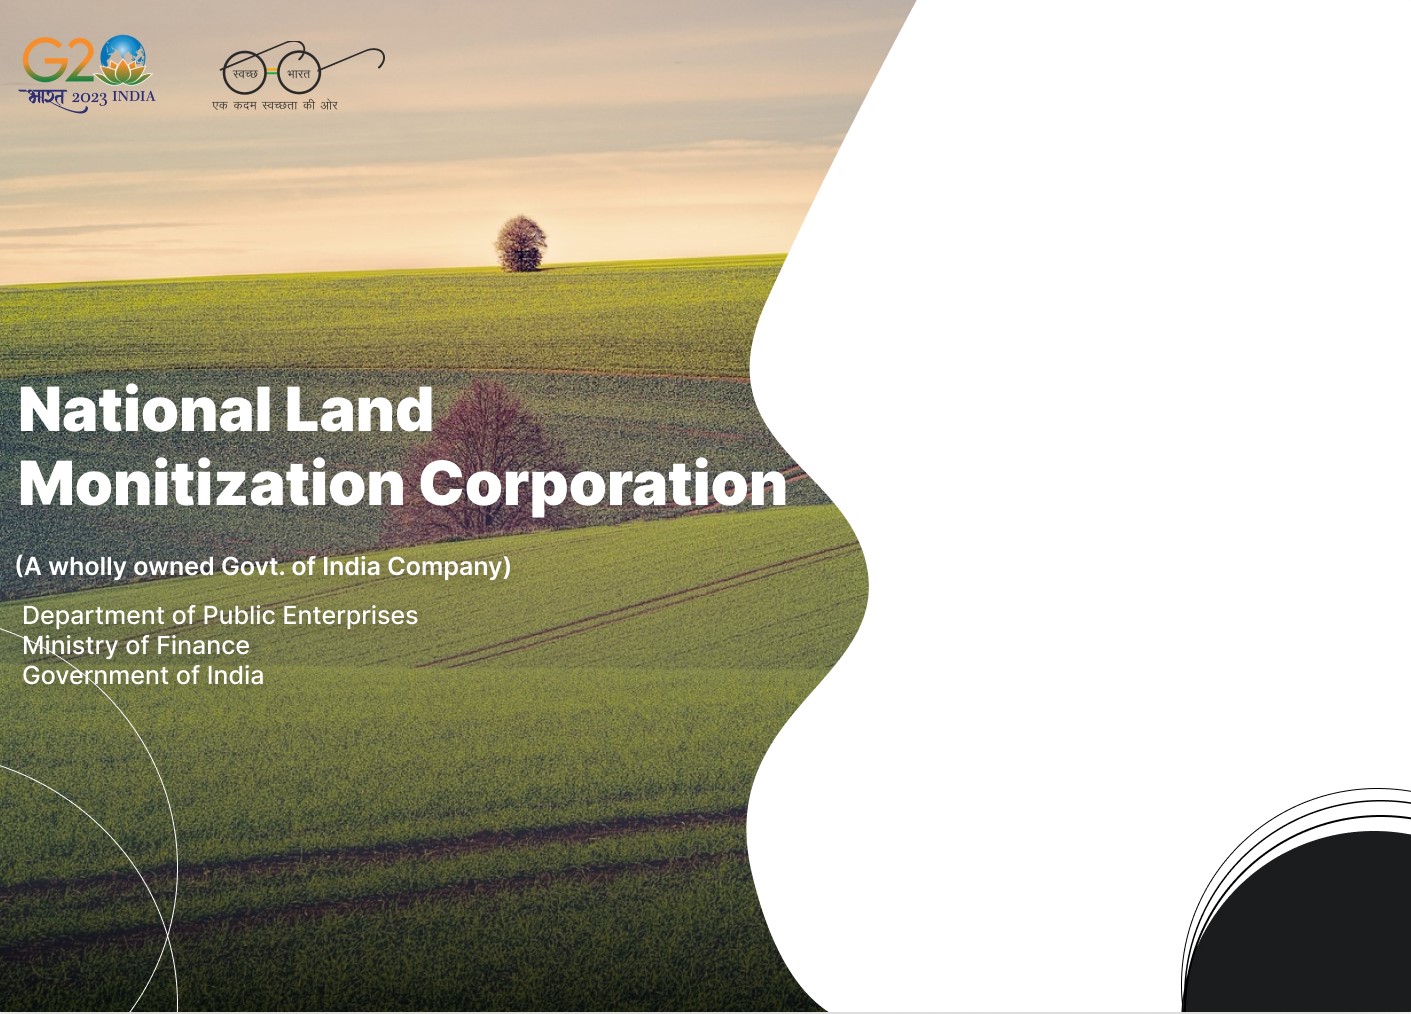 G20
भारत 2023 INDIA
स्वच्छ भारत
एक कदम स्वच्छता की ओर
National Land
Monitization Corporation
(A wholly owned Govt. of India Company)
Department of Public Enterprises
Ministry of Finance
Government of India